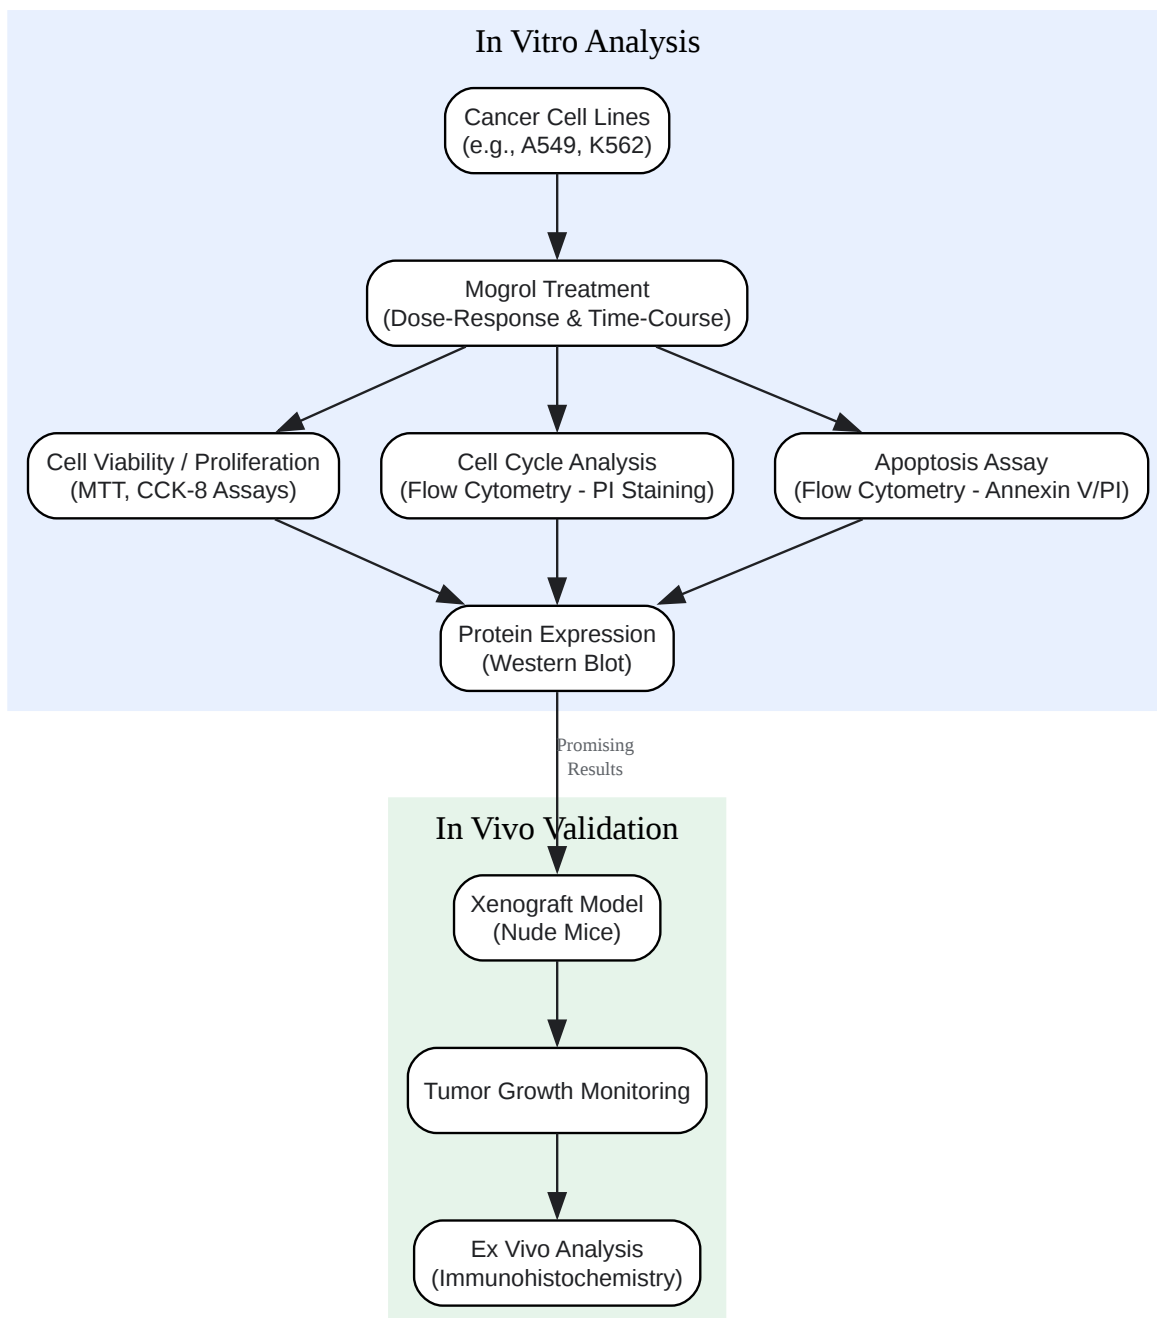 In Vitro Analysis
Cancer Cell Lines
(e.g., A549, K562)
Mogrol Treatment
(Dose-Response & Time-Course)
Cell Viability / Proliferation
(MTT, CCK-8 Assays)
Cell Cycle Analysis
(Flow Cytometry - PI Staining)
Apoptosis Assay
(Flow Cytometry - Annexin V/PI)
Protein Expression
(Western Blot)
Promising
Results
In Vivo Validation
Xenograft Model
(Nude Mice)
Tumor Growth Monitoring
Ex Vivo Analysis
(Immunohistochemistry)